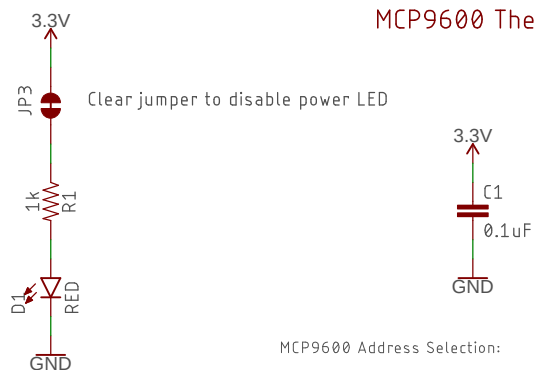 3.3V
MCP9600 The
JP3
Clear jumper to disable power LED
3.3V
1k
R1
C1
0.1uF
D1
RED
GND
MCP9600 Address Selection:
GND